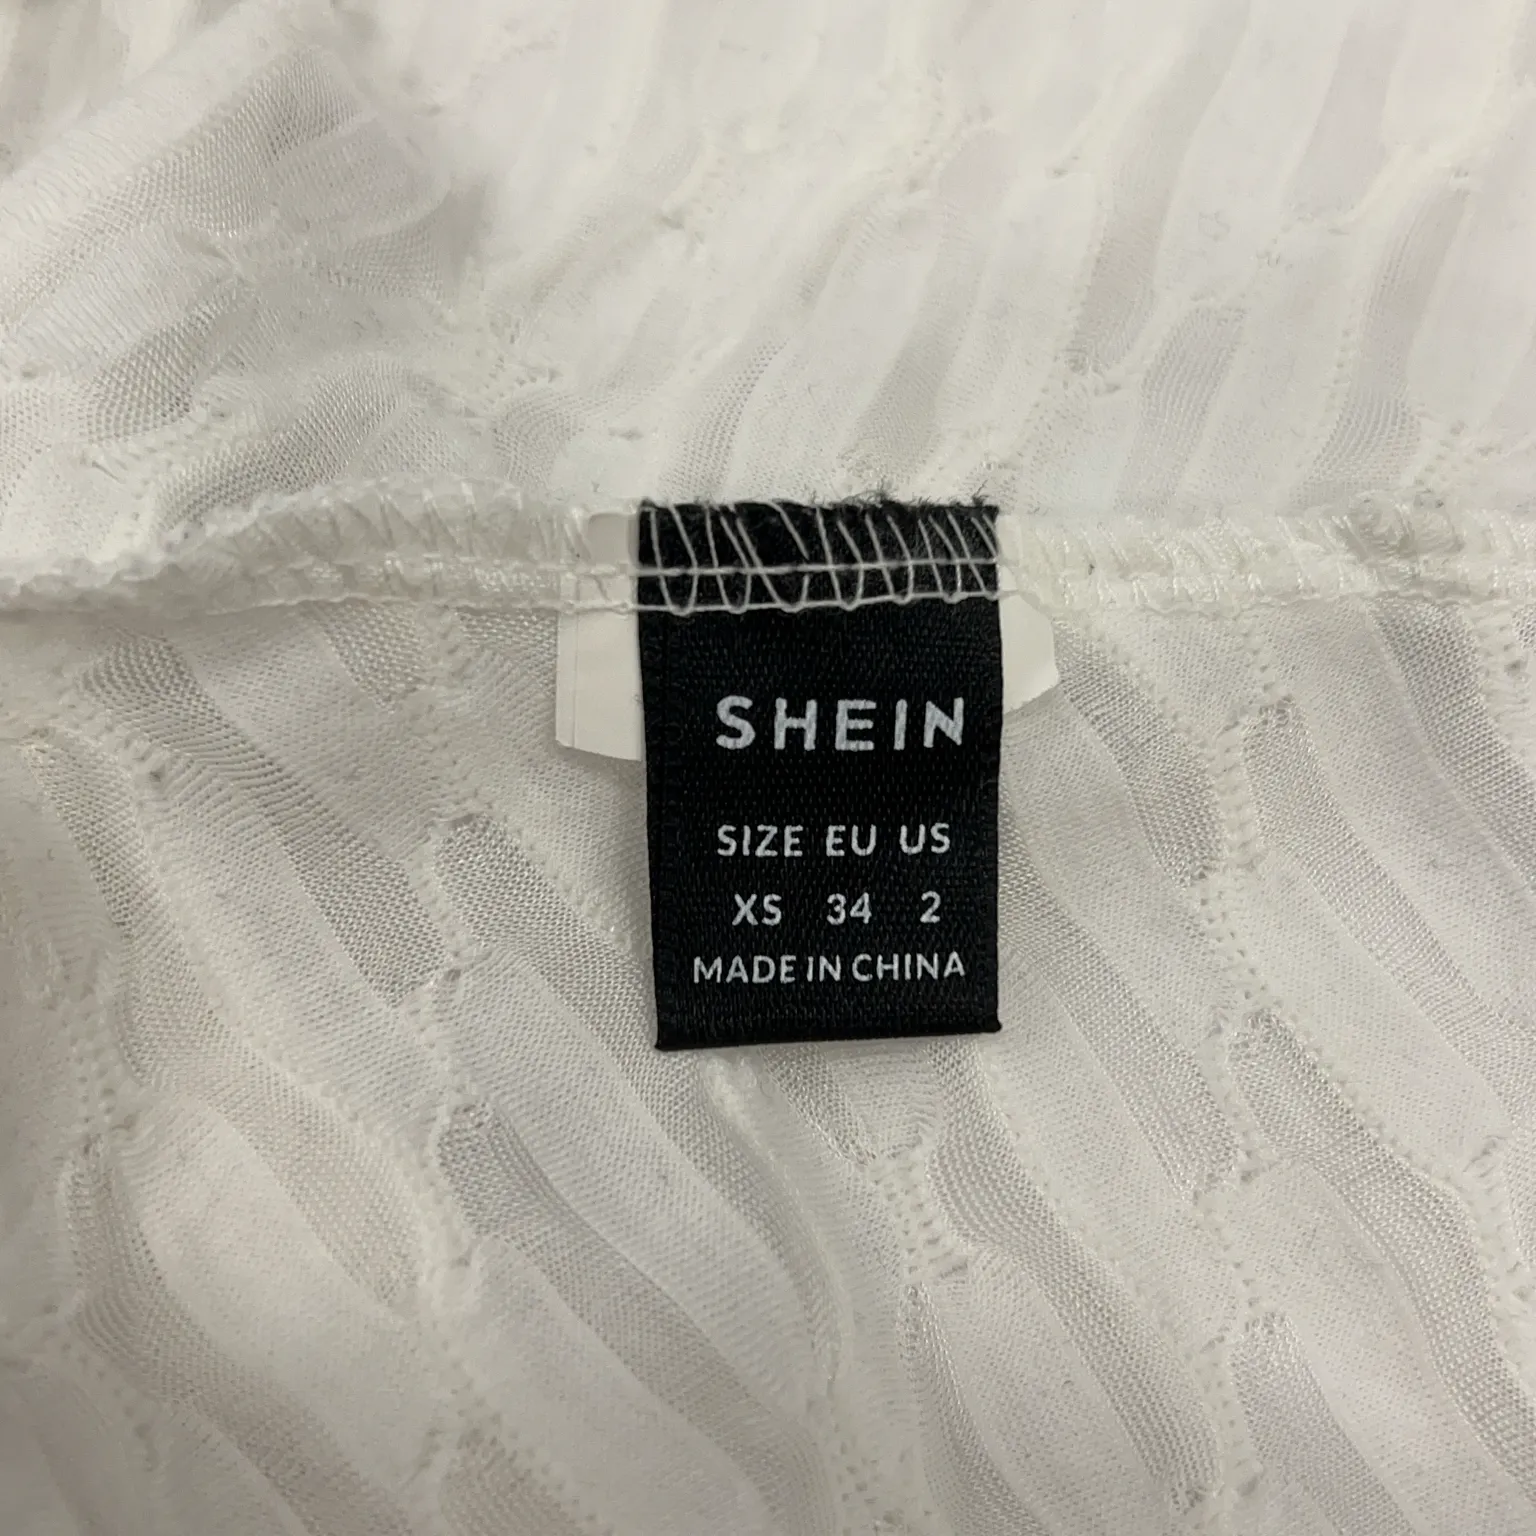 SHEIN
SIZE EU US
XS 34 2
MADE IN CHINA